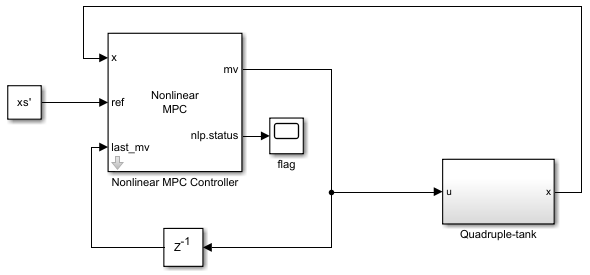 x
mv
xs'
ref
Nonlinear
MPC
nlp.status
last_mv
flag
Nonlinear MPC Controller
u
x
Quadruple-tank
Z-1